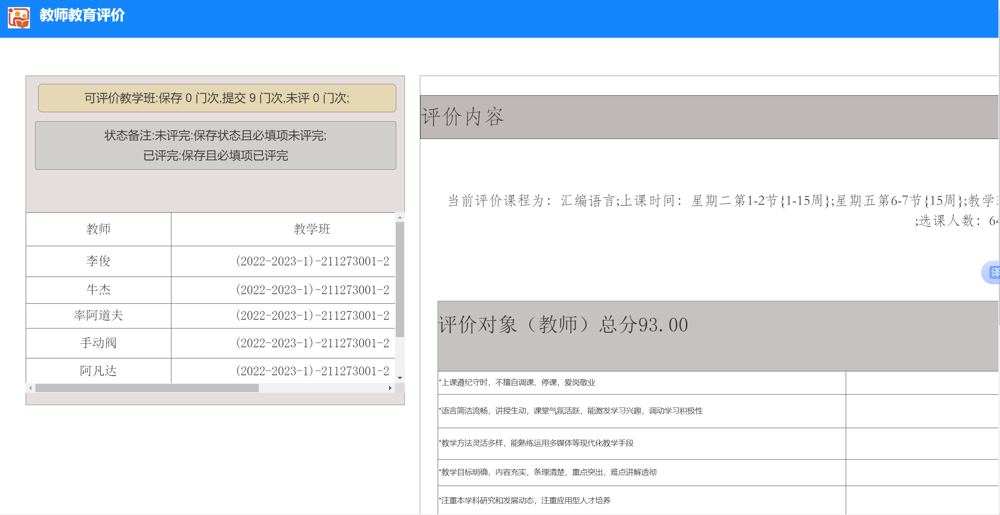 教师教育评价
可评价教学班:保存 0 门次,提交 9 门次,未评 0 门次;
状态备注:未评完:保存状态且必填项未评完;
已评完:保存且必填项已评完
教师 教学班
李俊 (2022-2023-1)-211273001-2
牛杰 (2022-2023-1)-211273001-2
率阿道夫 (2022-2023-1)-211273001-2
手动阀 (2022-2023-1)-211273001-2
阿凡达 (2022-2023-1)-211273001-2
评价内容
当前评价课程为：汇编语言;上课时间：星期二第1-2节{1-15周};星期五第6-7节{15周};教学
;选课人数：64
译
评价对象（教师）总分93.00
*上课遵纪守时，不擅自调课、停课，爱岗敬业
*语言简洁流畅，讲授生动，课堂气氛活跃，能激发学习兴趣，调动学习积极性
*教学方法灵活多样，能熟练运用多媒体等现代化教学手段
*教学目标明确，内容充实，条理清楚，重点突出，难点讲解透彻
*注重本学科研究和发展动态，注重应用型人才培养